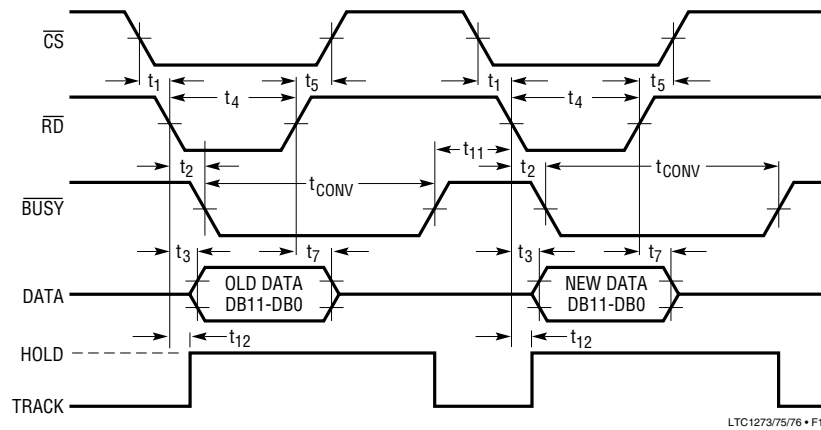 CS
t1 t5 t1 t5
t4 t4
RD
t2 t11 t2
tCONV tCONV
BUSY
t3 t7 t3 t7
DATA OLD DATA NEW DATA
DB11-DB0 DB11-DB0
t12 t12
HOLD
TRACK
LTC1273/75/76 • F1